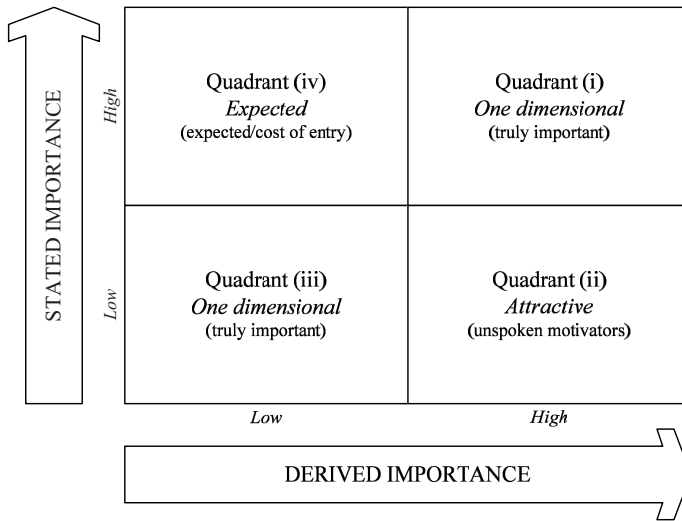 STATED IMPORTANCE
High
Low
Quadrant (iv)
Expected
(expected/cost of entry)
Quadrant (i)
One dimensional
(truly important)
Quadrant (iii)
One dimensional
(truly important)
Quadrant (ii)
Attractive
(unspoken motivators)
Low
High
DERIVED IMPORTANCE